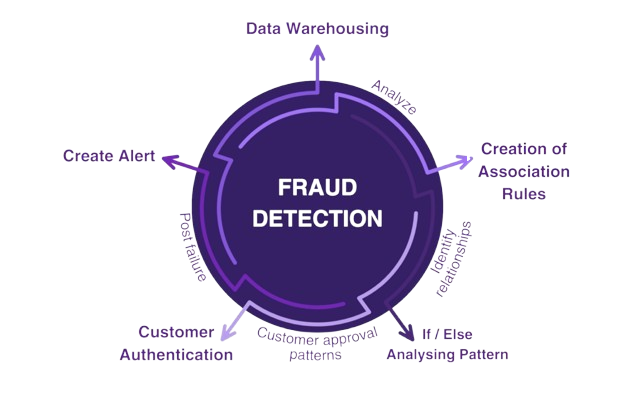 Data Warehousing
Analyze
Create Alert
Creation of
Association
Rules
FRAUD
DETECTION
Post failure
Identify
relationships
Customer
Authentication
Customer approval
patterns
If / Else
Analysing Pattern